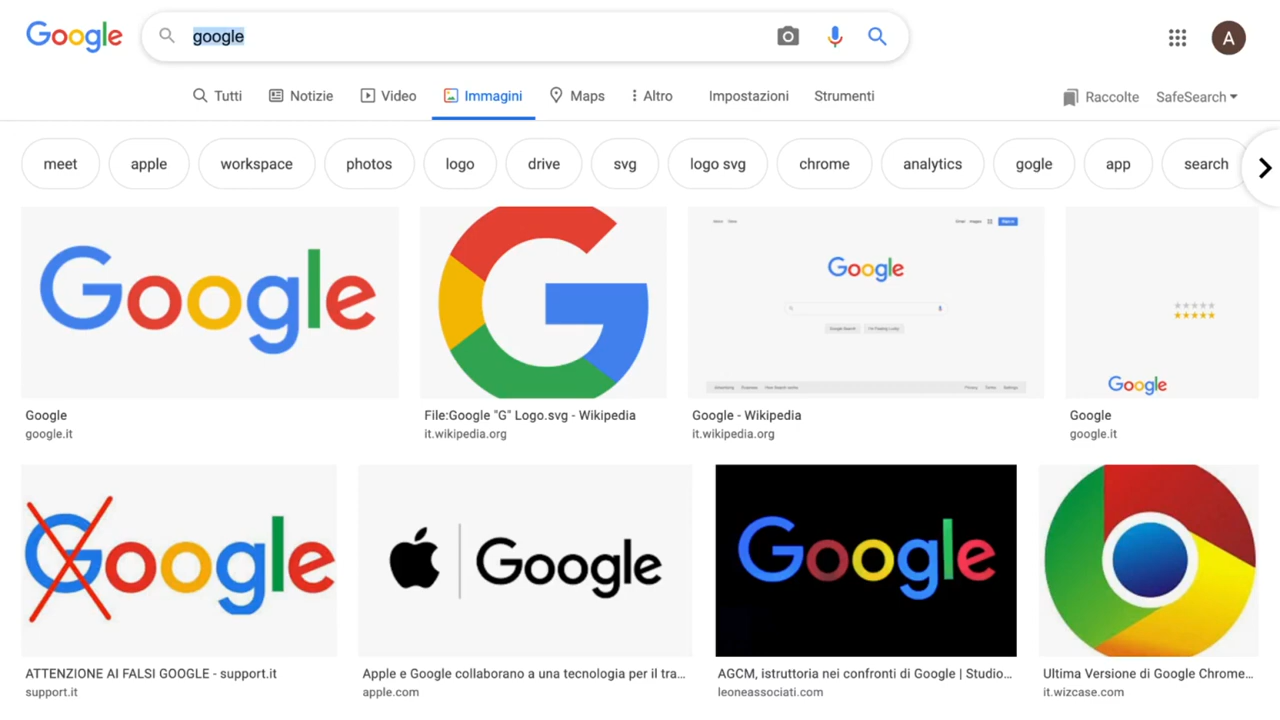 Google
google
A
Tutti
Notizie
Video
Immagini
Maps
Altro
Impostazioni
Strumenti
Raccolte
SafeSearch
meet
apple
workspace
photos
logo
drive
svg
logo svg
chrome
analytics
gogle
app
search
Google
G
Google
Google Search
I'm Feeling Lucky
Google
Google
google.it
File:Google "G" Logo.svg - Wikipedia
it.wikipedia.org
Google - Wikipedia
it.wikipedia.org
Google
google.it
Google
Google
Google
ATTENZIONE AI FALSI GOOGLE - support.it
support.it
Apple e Google collaborano a una tecnologia per il tra...
apple.com
AGCM, istruttoria nei confronti di Google | Studio...
leoneassociati.com
Ultima Versione di Google Chrome...
it.wizcase.com